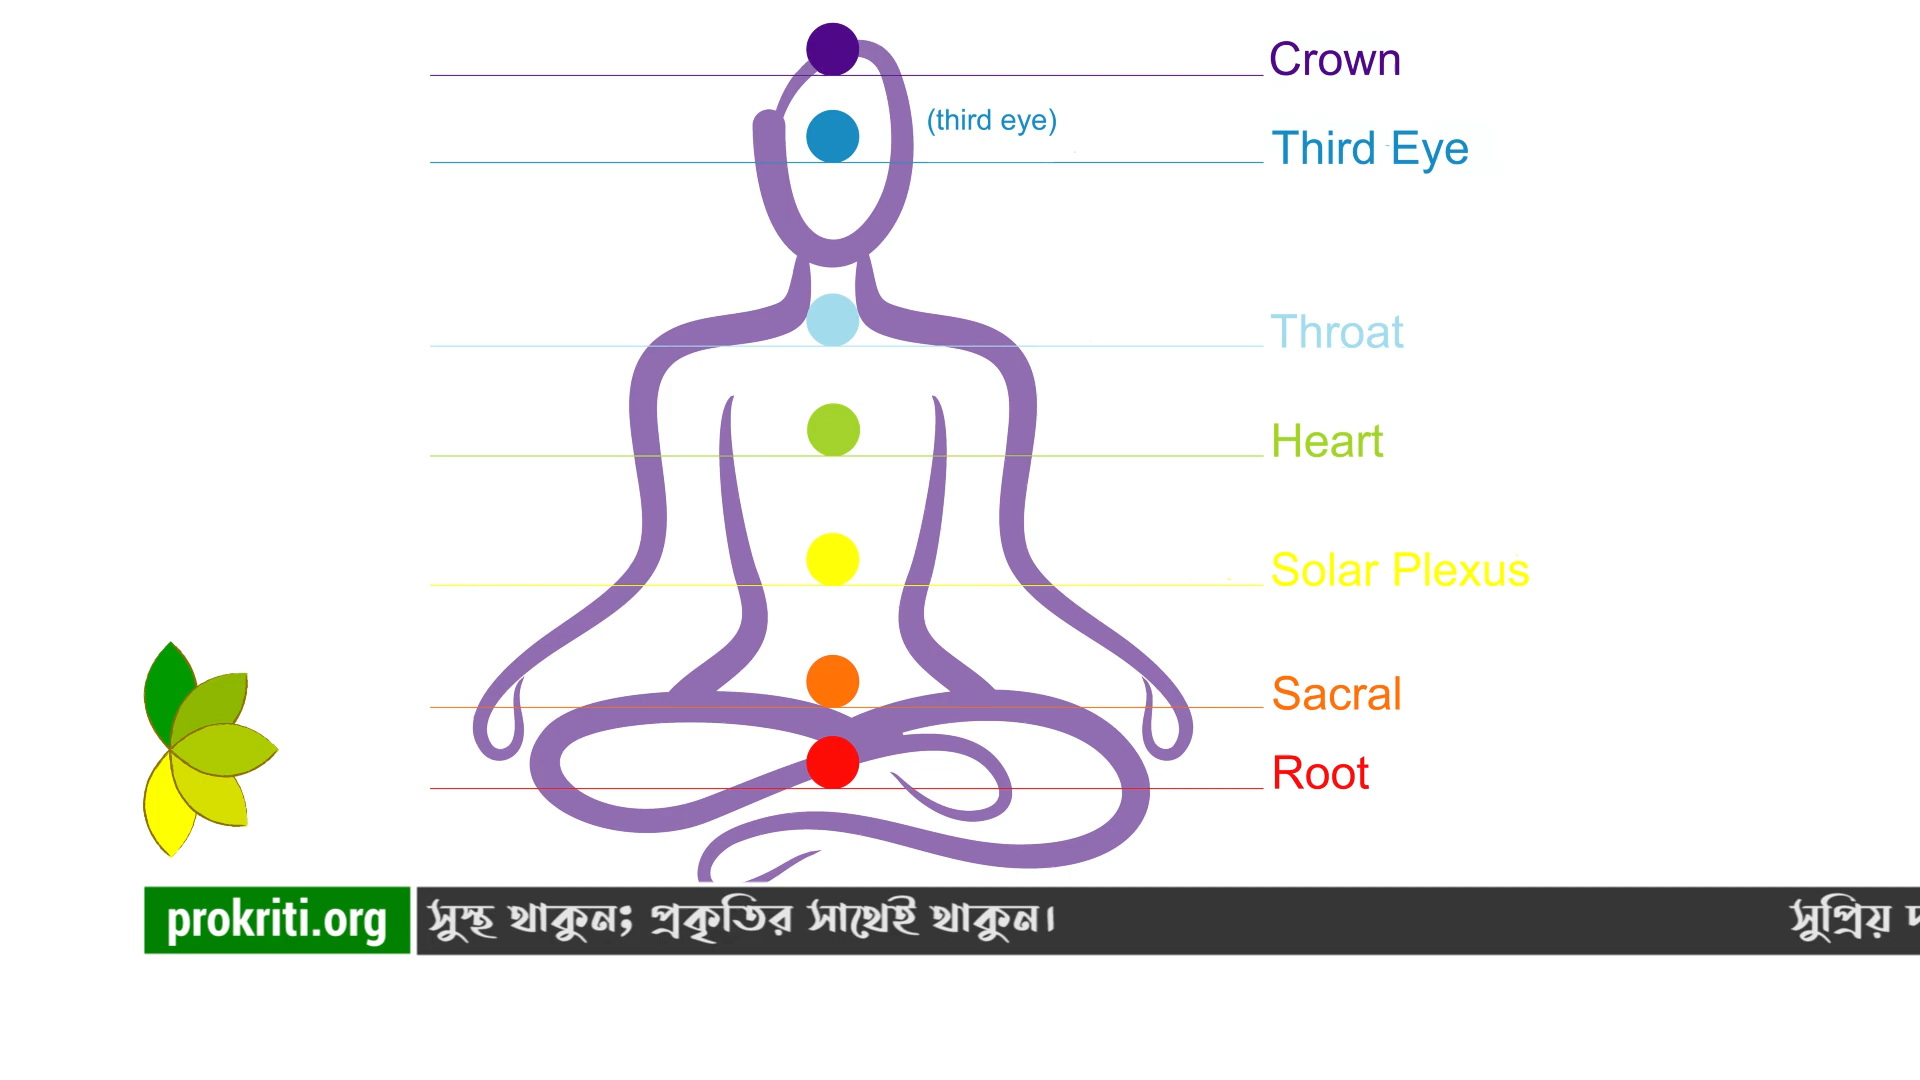 Crown
(third eye)
Third Eye
Throat
Heart
Solar Plexus
Sacral
Root
prokriti.org সুস্থ থাকুন; প্রকৃতির সাথেই থাকুন। সুপ্রিয়